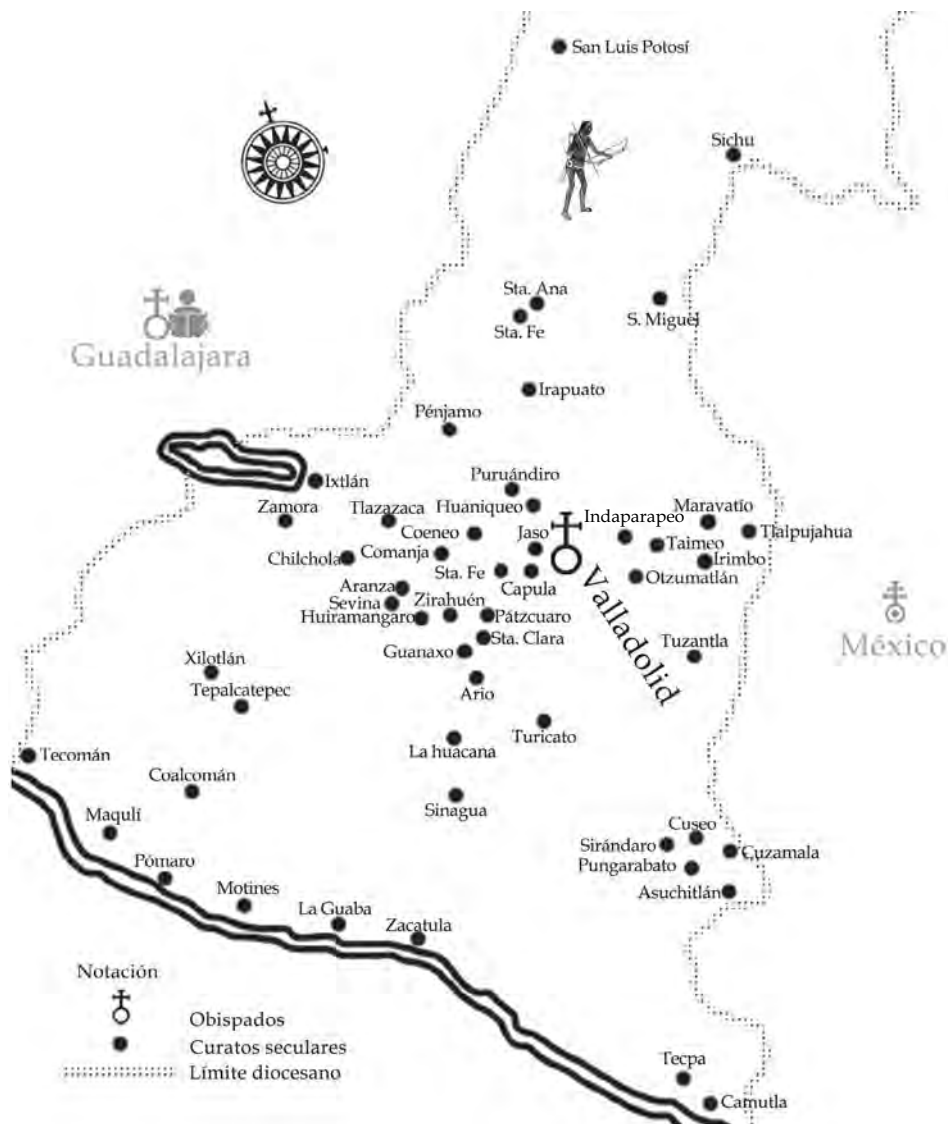 San Luis Potosí
Sichu
Sta. Ana
Sta. Fe
S. Miguel
Guadalajara
Irapuato
Pénjamo
Ixtlán
Puruándiro
Zamora
Tlazazaca
Huaniqueo
Maravatío
Indaparapeo
Tlalpujahua
Coeneo
Jaso
Taimeo
Chilchola
Comanja
Irimbo
Sta. Fe
Capula
Otzumatlán
Aranza
Sevina
Zirahuén
Huiramangaro
Pátzcuaro
Valladolid
Sta. Clara
Guanaxo
Tuzantla
México
Xilotlán
Tepalcatepec
Ario
Turicato
La huacana
Tecomán
Coalcomán
Sinagua
Maqulí
Cuseo
Sirándaro
Cuzamala
Pungarabato
Pómaro
Asuchitlán
Motines
La Guaba
Zacatula
Notación
Obispados
Curatos seculares
Límite diocesano
Tecpa
Camutla